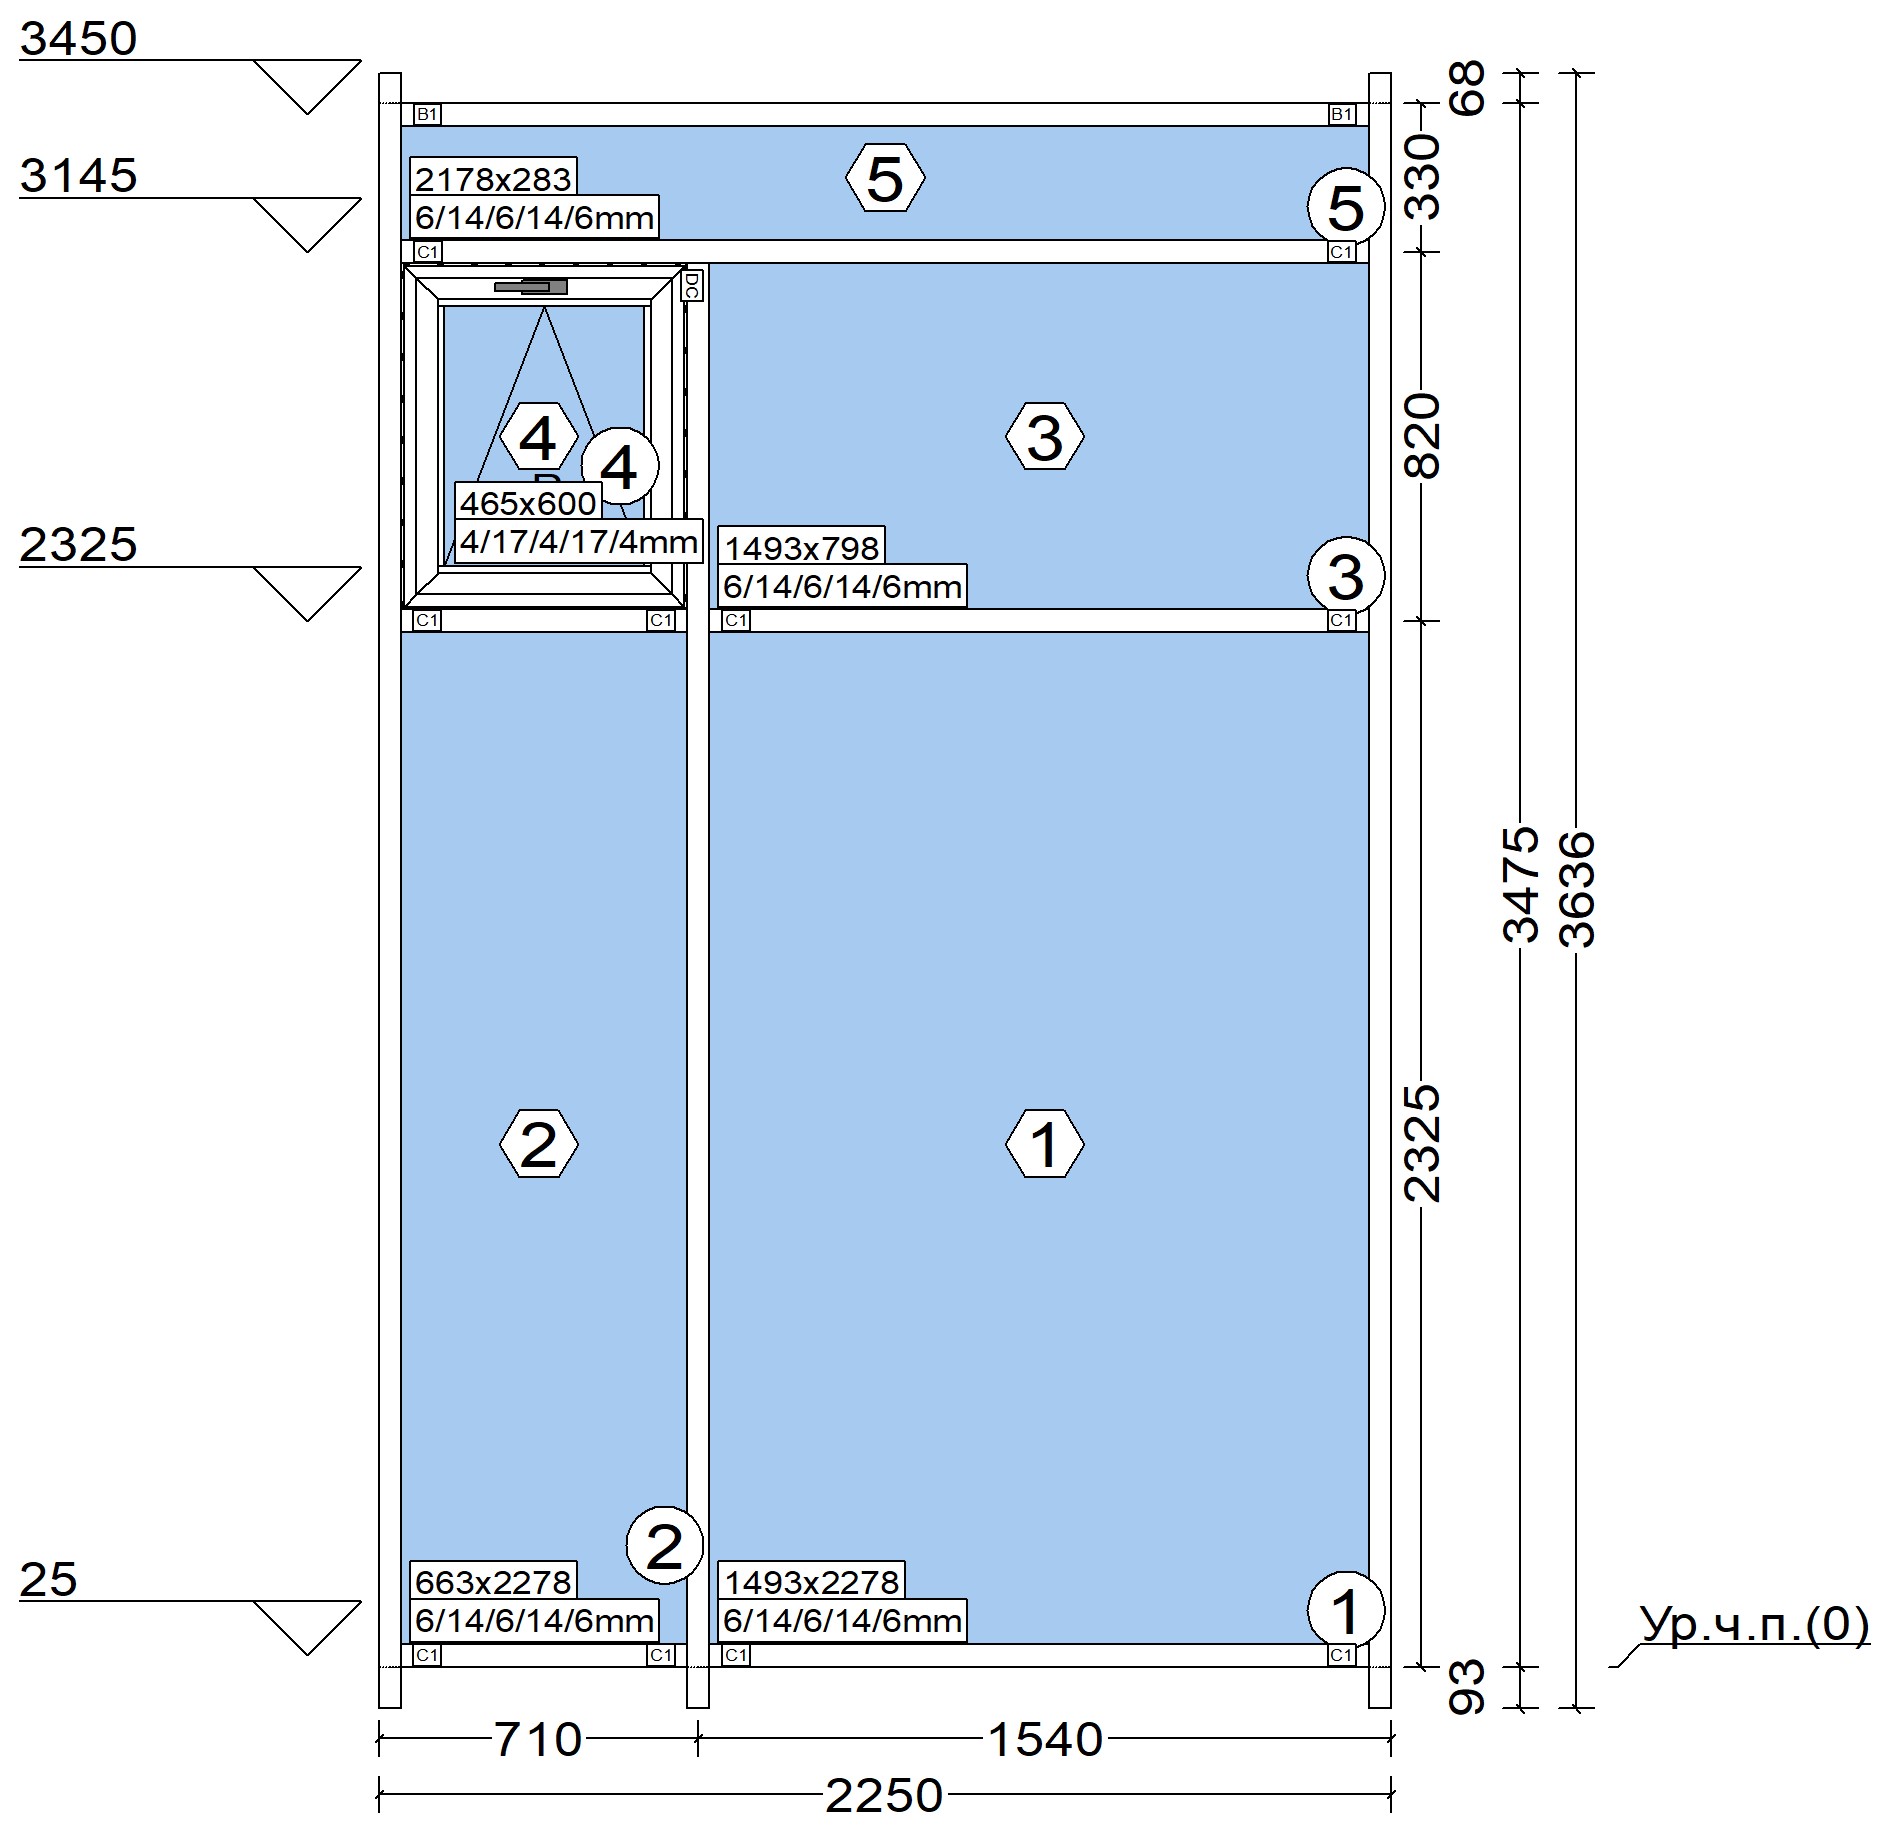 3450
68
B1
B1
3145
330
5
2178x283
6/14/6/14/6mm
5
C1
C1
DC
820
4
4
3
465x600
4/17/4/17/4mm
2325
1493x798
6/14/6/14/6mm
3
C1
C1
C1
C1
3475
3636
2
1
2325
2
25
663x2278
6/14/6/14/6mm
1493x2278
6/14/6/14/6mm
1
Ур.ч.п.(0)
C1
C1
C1
C1
93
710
1540
2250